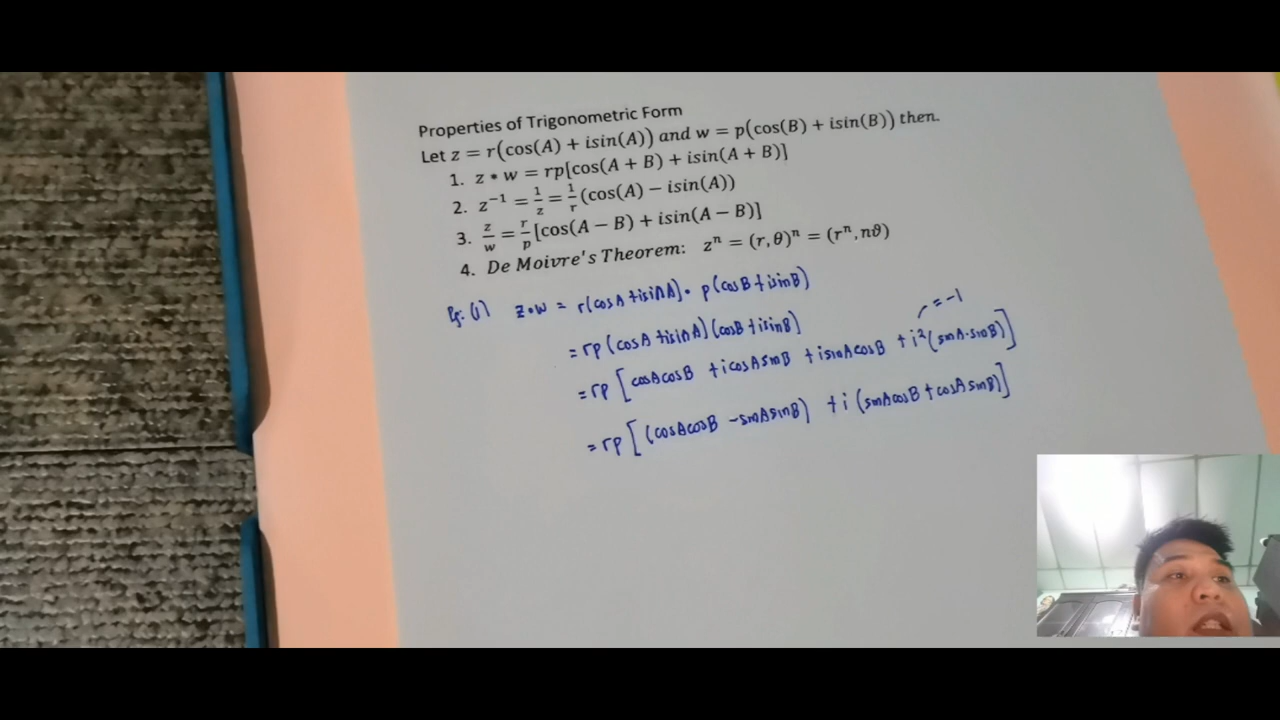 Properties of Trigonometric Form
Let z = r(cos(A) + isin(A)) and w = p(cos(B) + isin(B)) then.
1. z • w = rp[cos(A + B) + isin(A + B)]
2. z⁻¹ = 1/z = 1/r (cos(A) − isin(A))
3. z/w = r/p [cos(A − B) + isin(A − B)]
4. De Moivre's Theorem: zⁿ = (r, θ)ⁿ = (rⁿ, nϑ)
Pf: (1) z•w = r(cosA + isinA) • p(cosB + isinB)
= rp(cosA + isinA)(cosB + isinB)
= -1
= rp[cosAcosB + icosAsinB + isinAcosB + i²(sinA·sinB)]
= rp[(cosAcosB - sinAsinB) + i(sinAcosB + cosAsinB)]